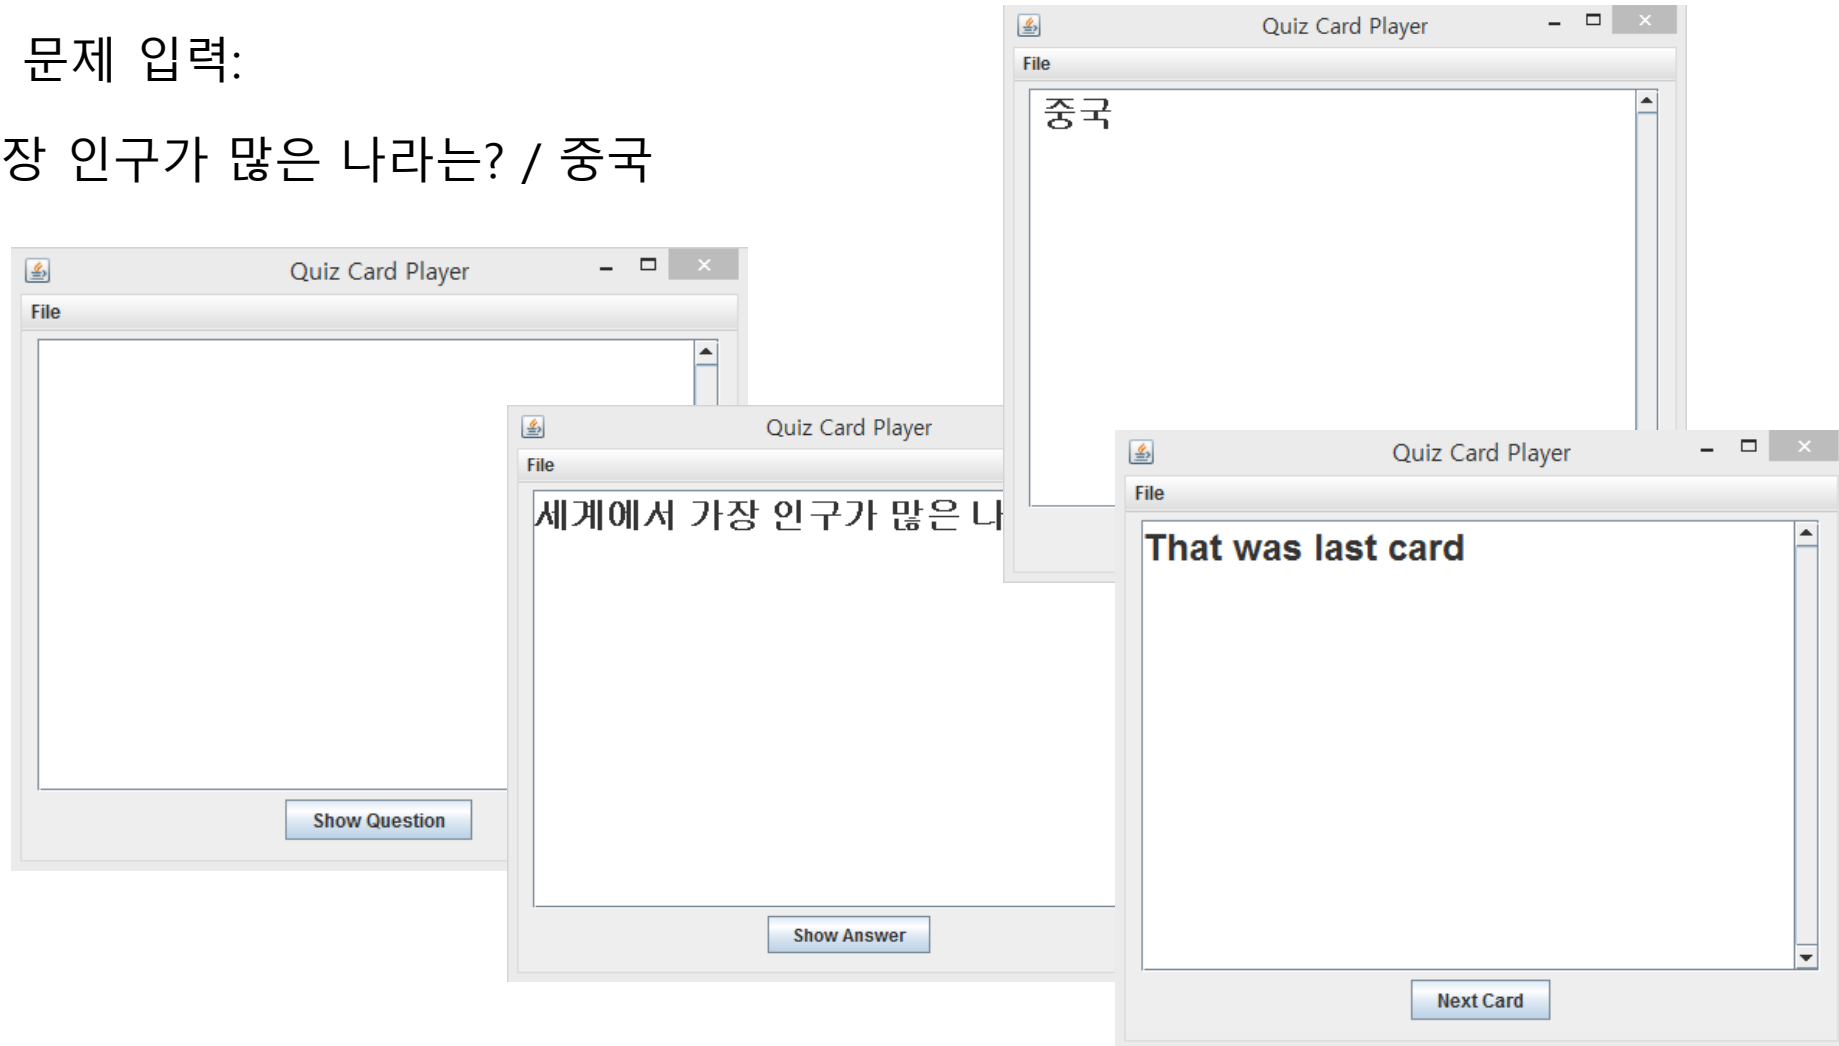 문제 입력:
장 인구가 많은 나라는? / 중국
Quiz Card Player
File
Show Question
Quiz Card Player
File
세계에서 가장 인구가 많은 나
Show Answer
Quiz Card Player
File
중국
Quiz Card Player
File
That was last card
Next Card